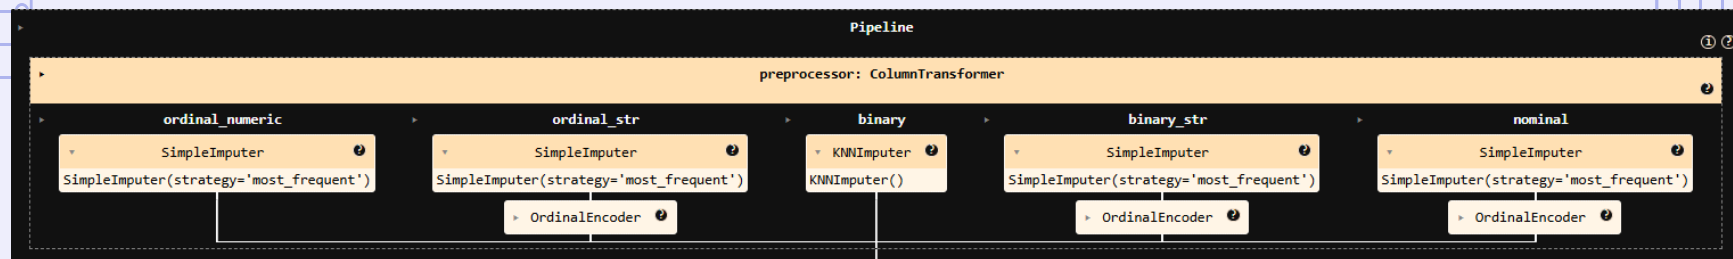 Pipeline
preprocessor: ColumnTransformer
ordinal_numeric
ordinal_str
binary
binary_str
nominal
SimpleImputer
SimpleImputer
KNNImputer
SimpleImputer
SimpleImputer
SimpleImputer(strategy='most_frequent')
SimpleImputer(strategy='most_frequent')
KNNImputer()
SimpleImputer(strategy='most_frequent')
SimpleImputer(strategy='most_frequent')
OrdinalEncoder
OrdinalEncoder
OrdinalEncoder